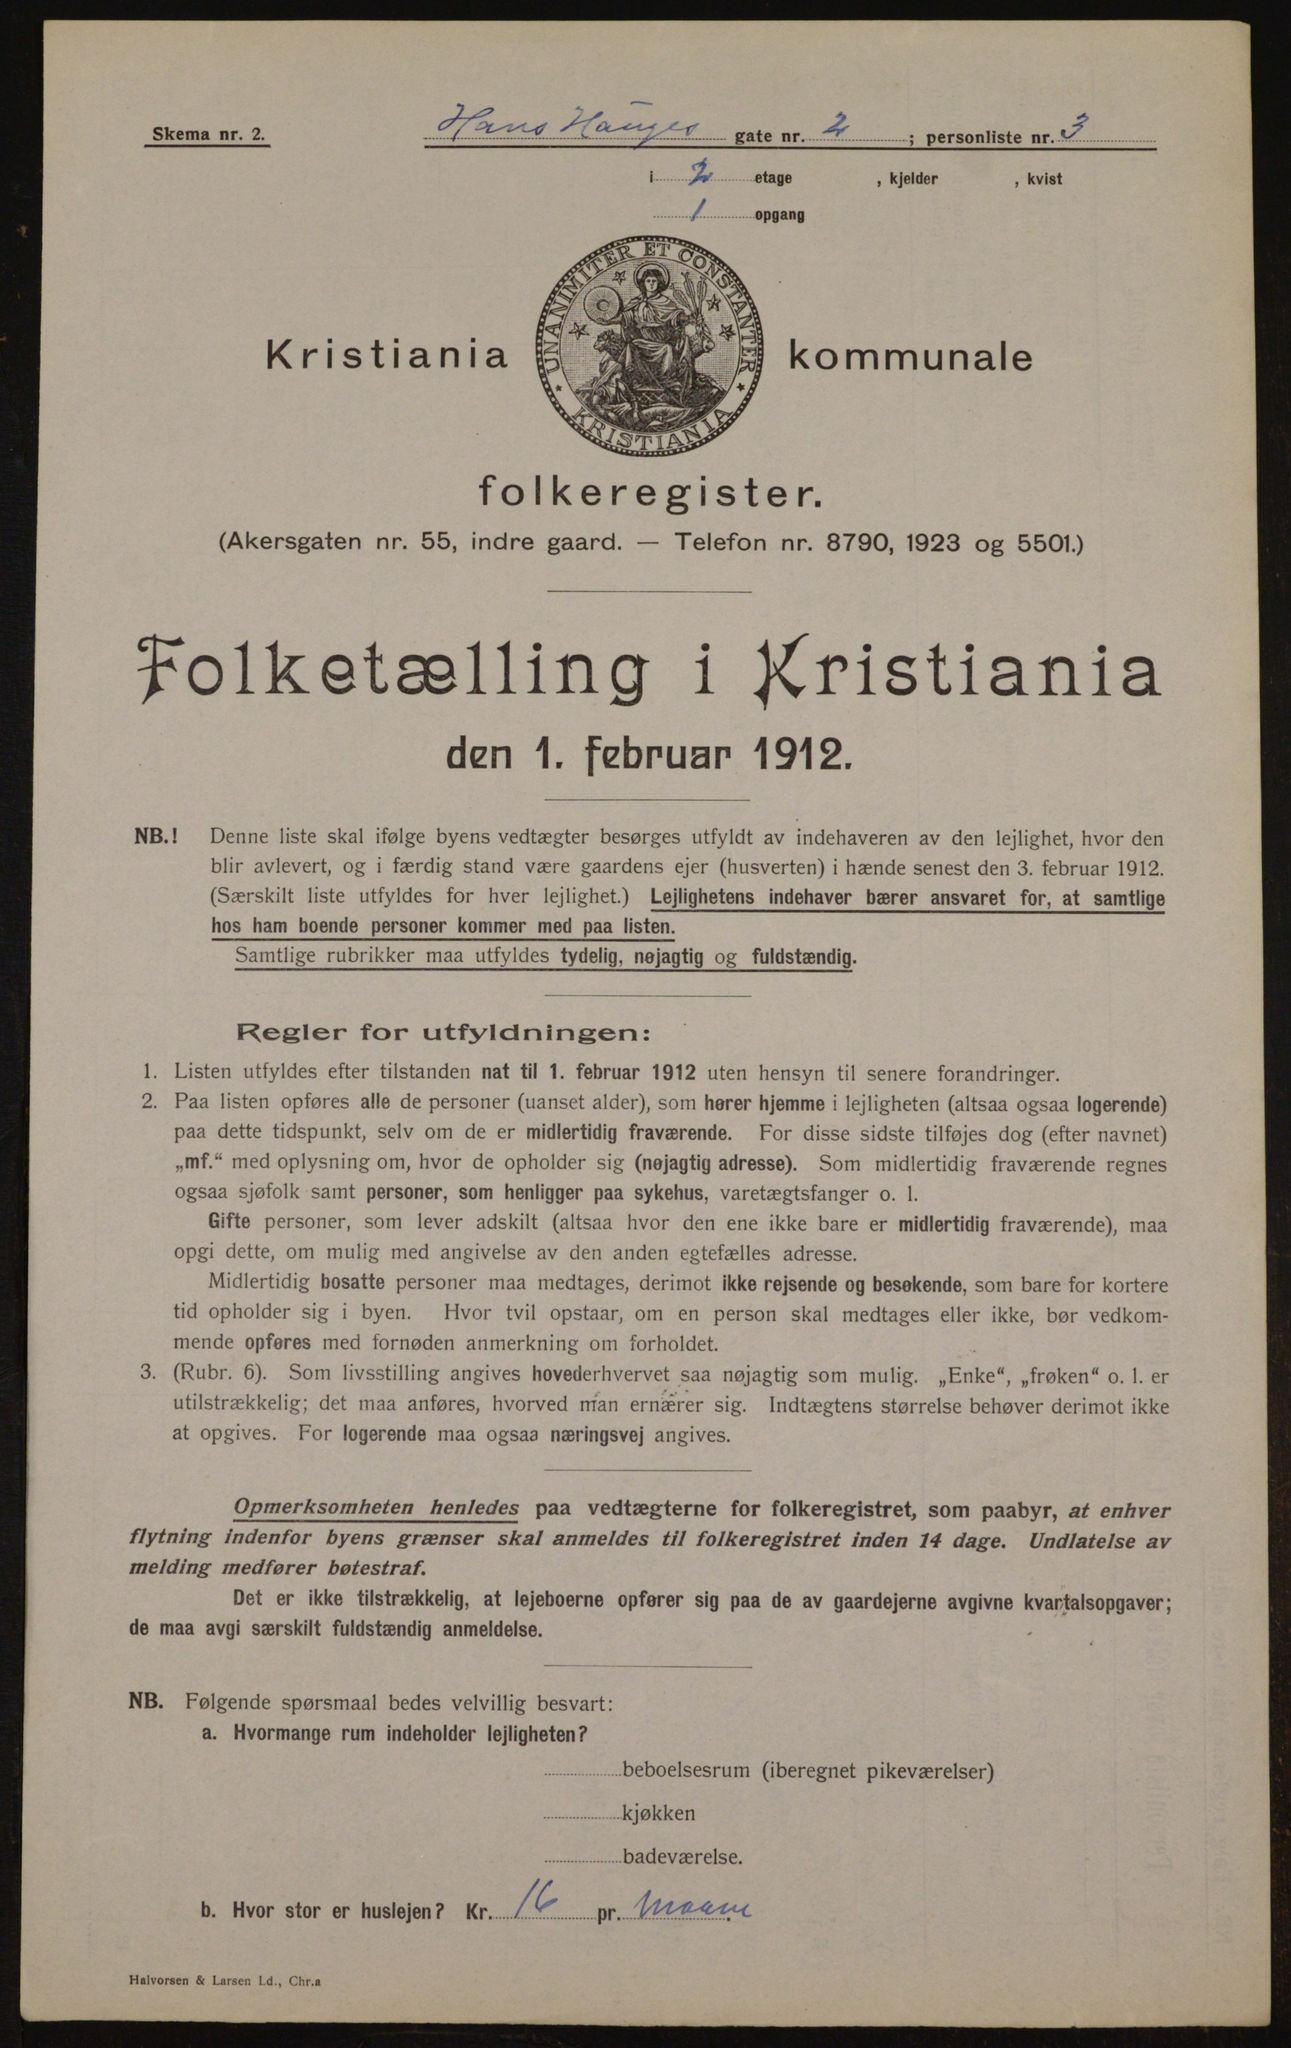 Skema nr. 2.
Hans Hauges gate nr. 2 ; personliste nr. 3
i 2 etage , kjelder , kvist
1 opgang
UNANIMITER ET CONSTANTER
KRISTIANIA
Kristiania kommunale
folkeregister.
(Akersgaten nr. 55, indre gaard. — Telefon nr. 8790, 1923 og 5501.)
Folketælling i Kristiania
den 1. februar 1912.
NB.! Denne liste skal ifølge byens vedtægter besørges utfyldt av indehaveren av den lejlighet, hvor den
blir avlevert, og i færdig stand være gaardens ejer (husverten) i hænde senest den 3. februar 1912.
(Særskilt liste utfyldes for hver lejlighet.) Lejlighetens indehaver bærer ansvaret for, at samtlige
hos ham boende personer kommer med paa listen.
Samtlige rubrikker maa utfyldes tydelig, nøjagtig og fuldstændig.
Regler for utfyldningen:
1. Listen utfyldes efter tilstanden nat til 1. februar 1912 uten hensyn til senere forandringer.
2. Paa listen opføres alle de personer (uanset alder), som hører hjemme i lejligheten (altsaa ogsaa logerende)
paa dette tidspunkt, selv om de er midlertidig fraværende. For disse sidste tilføjes dog (efter navnet)
„mf.“ med oplysning om, hvor de opholder sig (nøjagtig adresse). Som midlertidig fraværende regnes
ogsaa sjøfolk samt personer, som henligger paa sykehus, varetægtsfanger o. l.
Gifte personer, som lever adskilt (altsaa hvor den ene ikke bare er midlertidig fraværende), maa
opgi dette, om mulig med angivelse av den anden egtefælles adresse.
Midlertidig bosatte personer maa medtages, derimot ikke rejsende og besøkende, som bare for kortere
tid opholder sig i byen. Hvor tvil opstaar, om en person skal medtages eller ikke, bør vedkom-
mende opføres med fornøden anmerkning om forholdet.
3. (Rubr. 6). Som livsstilling angives hovederhvervet saa nøjagtig som mulig. „Enke“, „frøken“ o. l. er
utilstrækkelig; det maa anføres, hvorved man ernærer sig. Indtægtens størrelse behøver derimot ikke
at opgives. For logerende maa ogsaa næringsvej angives.
Opmerksomheten henledes paa vedtægterne for folkeregistret, som paabyr, at enhver
flytning indenfor byens grænser skal anmeldes til folkeregistret inden 14 dage. Undlatelse av
melding medfører bøtestraf.
Det er ikke tilstrækkelig, at lejeboerne opfører sig paa de av gaardejerne avgivne kvartalsopgaver;
de maa avgi særskilt fuldstændig anmeldelse.
NB. Følgende spørsmaal bedes velvillig besvart:
a. Hvormange rum indeholder lejligheten?
beboelsesrum (iberegnet pikeværelser)
kjøkken
badeværelse.
b. Hvor stor er huslejen? Kr. 16 pr.
Halvorsen & Larsen Ld., Chr.a